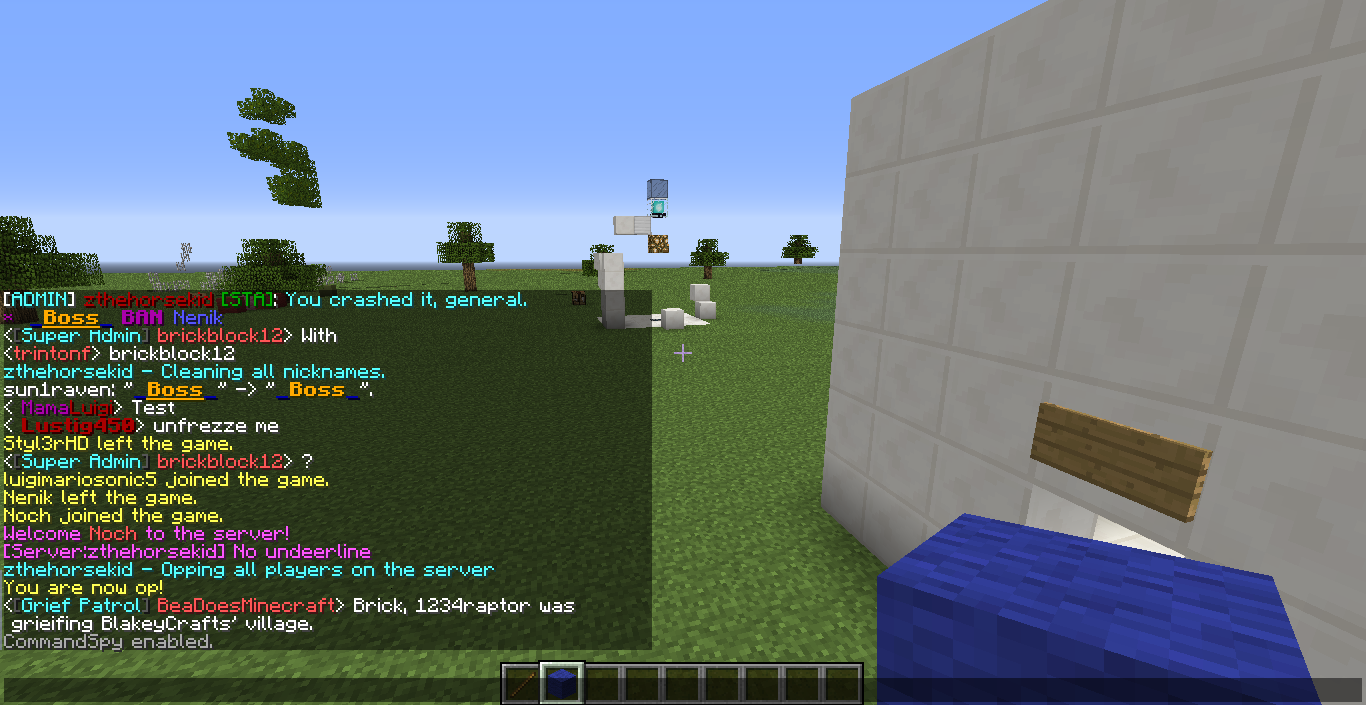 [ADMIN] zthehorsekid [STA]: You crashed it, general.
* _Boss_ BAN Nenik
<[Super Admin] brickblock12> With
<trintonf> brickblock12
zthehorsekid - Cleaning all nicknames.
sun1raven: "_Boss_" -> "_Boss_".
< MamaLuigi> Test
< Lustig450> unfrezze me
Styl3rHD left the game.
<[Super Admin] brickblock12> ?
luigimariosonic5 joined the game.
Nenik left the game.
Noch joined the game.
Welcome Noch to the server!
[Server:zthehorsekid] No undeerline
zthehorsekid - Opping all players on the server
You are now op!
<[Grief Patrol] BeaDoesMinecraft> Brick, 1234raptor was
grieifing BlakeyCrafts' village.
CommandSpy enabled.